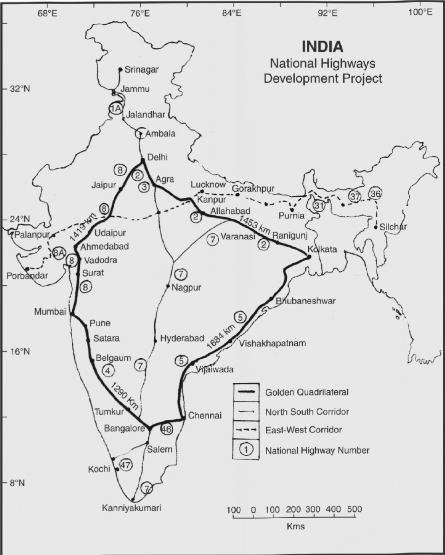 68°E 76°E 84°E 92°E 100°E
INDIA
National Highways
Development Project
32°N
24°N
16°N
8°N
Srinagar
Jammu
1A
Jalandhar
Ambala
Delhi
8
2
3
Agra
Jaipur
Lucknow
Gorakhpur
Kanpur
Allahabad
2
31
37
36
Purnia
Silchar
8
1419 km
Udaipur
Palanpur
1453 km
7
Varanasi
2
Ranigunj
Kolkata
Ahmedabad
8A
8
Vadodra
Porbandar
Surat
8
7
Nagpur
Bhubaneshwar
Mumbai
5
Pune
Satara
Hyderabad
1684 km
Vishakhapatnam
Belgaum
4
7
5
Vijaiwada
1290 Km
Tumkur
Chennai
Bangalore
46
Salem
Kochi
47
7
Kanniyakumari
Golden Quadrilateral
North South Corridor
East-West Corridor
1
National Highway Number
100 0 100 200 300 400 500
Kms